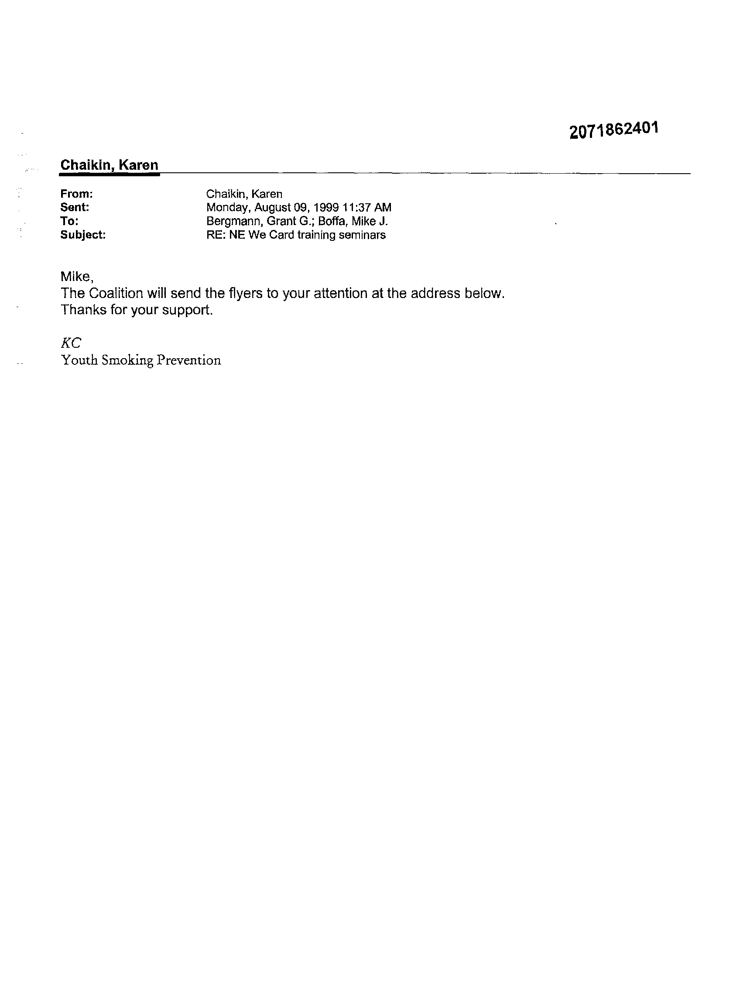 2071862401
Chaikin, Karen
From: Chaikin, Karen
Sent: Monday, August 09, 1999 11:37 AM
To: Bergmann, Grant G.; Boffa, Mike J.
Subject: RE: NE We Card training seminars
Mike,
The Coalition will send the flyers to your attention at the address below.
Thanks for your support.
KC
Youth Smoking Prevention